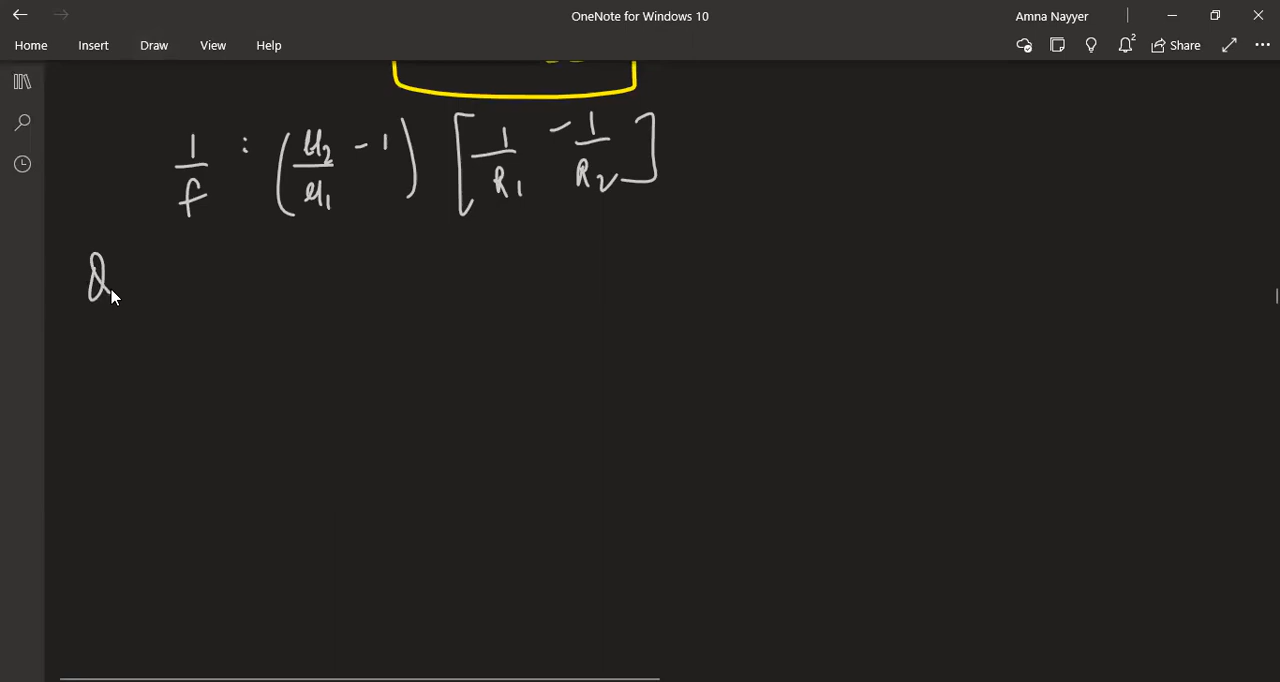 OneNote for Windows 10
Amna Nayyer
Home Insert Draw View Help
2 Share
1/f : (μ2/μ1 - 1) [1/R1 - 1/R2]
Q